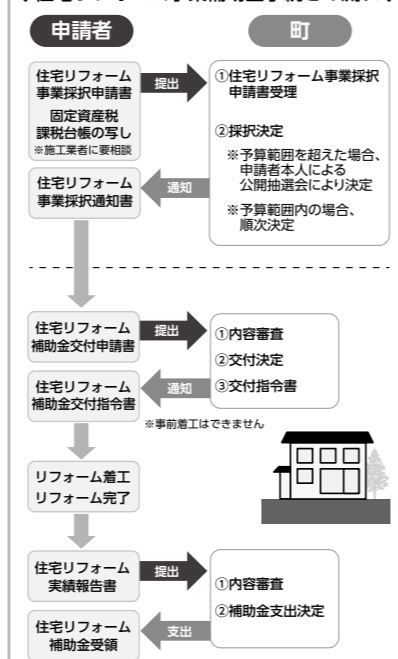 申請者
町
住宅リフォーム
事業採択申請書
固定資産税
課税台帳の写し
※施工業者に要相談
提出
①住宅リフォーム事業採択
申請書受理
②採択決定
※予算範囲を超えた場合、
申請者本人による
公開抽選会により決定
※予算範囲内の場合、
順次決定
住宅リフォーム
事業採択通知書
通知
住宅リフォーム
補助金交付申請書
提出
①内容審査
②交付決定
③交付指令書
住宅リフォーム
補助金交付指令書
通知
※事前着工はできません
リフォーム着工
リフォーム完了
住宅リフォーム
実績報告書
提出
①内容審査
②補助金支出決定
住宅リフォーム
補助金受領
支出